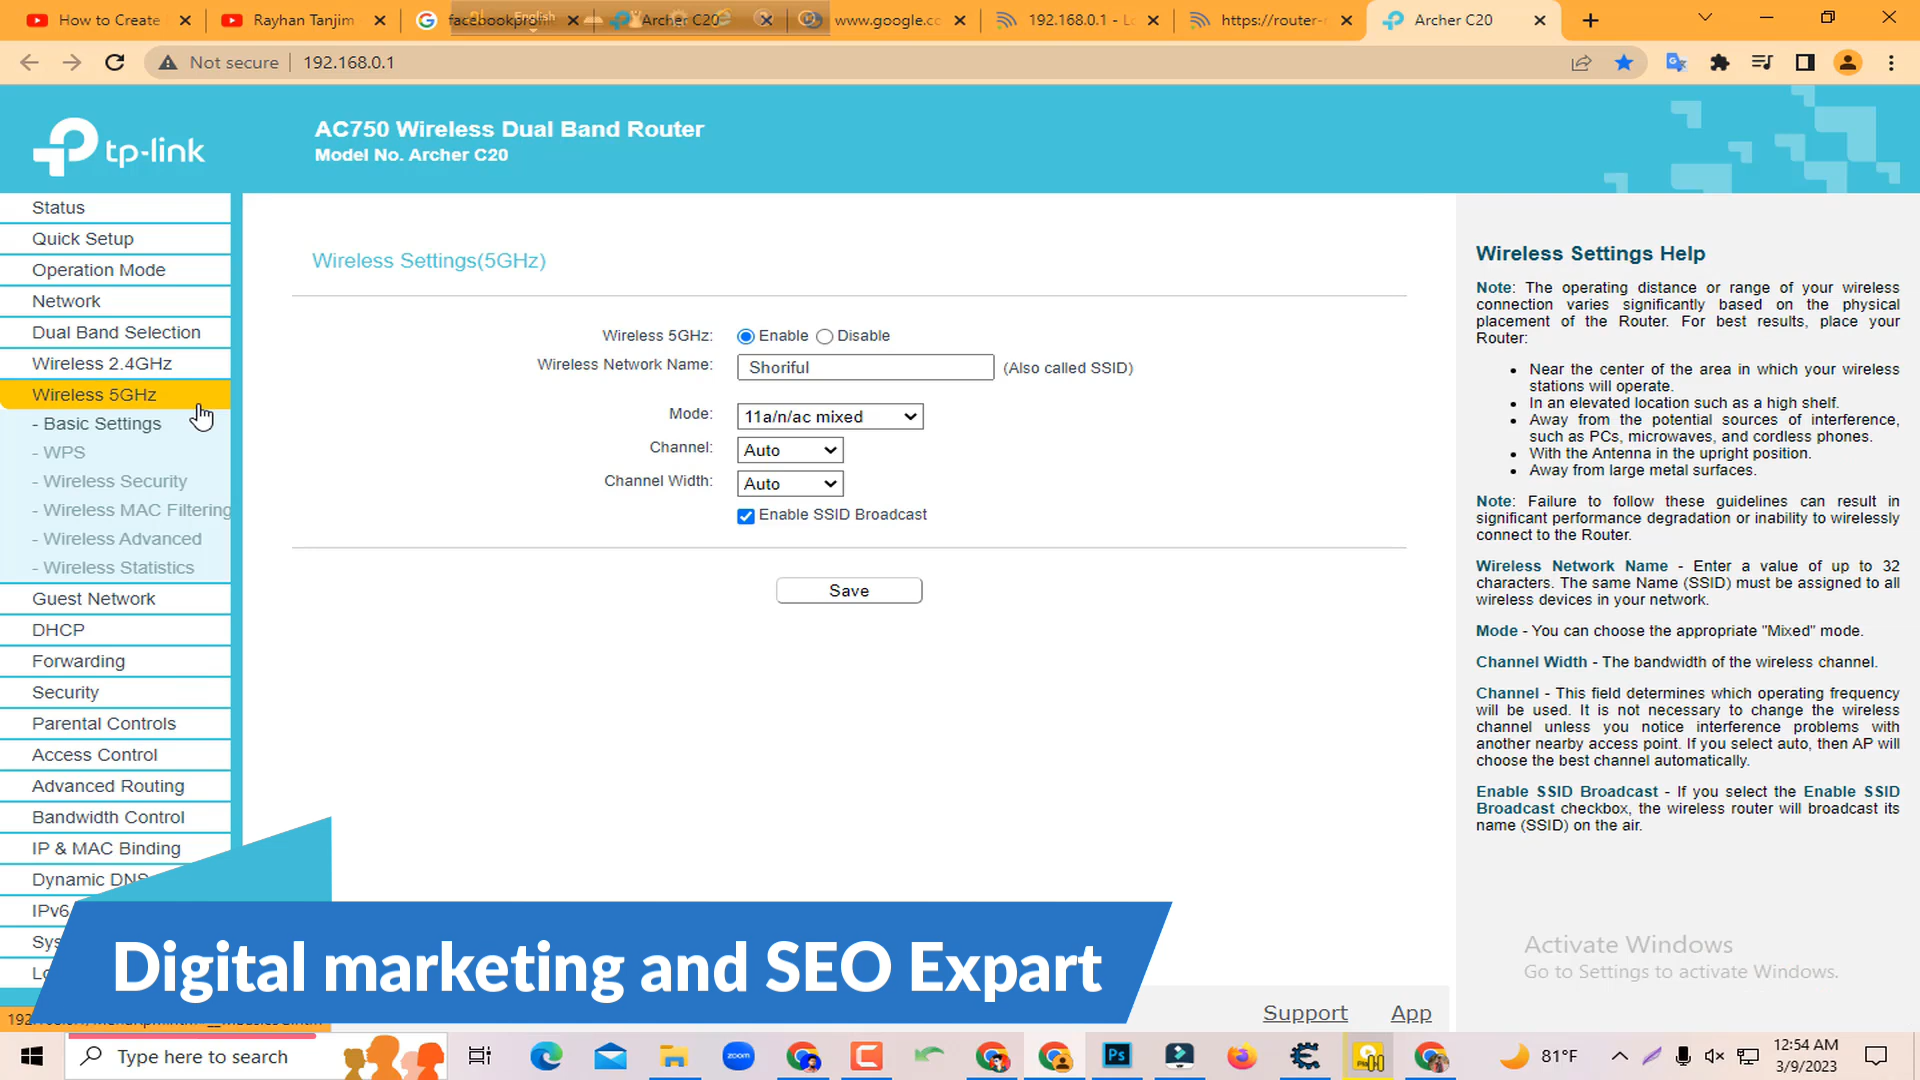 How to Create
Rayhan Tanjim
facebookprom
English
Archer C20
www.google.co
192.168.0.1 - Lo
https://router-
Archer C20
Not secure
192.168.0.1
tp-link
AC750 Wireless Dual Band Router
Model No. Archer C20
Status
Quick Setup
Operation Mode
Network
Dual Band Selection
Wireless 2.4GHz
Wireless 5GHz
- Basic Settings
- WPS
- Wireless Security
- Wireless MAC Filtering
- Wireless Advanced
- Wireless Statistics
Guest Network
DHCP
Forwarding
Security
Parental Controls
Access Control
Advanced Routing
Bandwidth Control
IP & MAC Binding
Dynamic DNS
IPv6
Sys
Lo
Wireless Settings(5GHz)
Wireless 5GHz: Enable Disable
Wireless Network Name: Shoriful (Also called SSID)
Mode: 11a/n/ac mixed
Channel: Auto
Channel Width: Auto
Enable SSID Broadcast
Save
Wireless Settings Help
Note: The operating distance or range of your wireless
connection varies significantly based on the physical
placement of the Router. For best results, place your
Router:
Near the center of the area in which your wireless
stations will operate.
In an elevated location such as a high shelf.
Away from the potential sources of interference,
such as PCs, microwaves, and cordless phones.
With the Antenna in the upright position.
Away from large metal surfaces.
Note: Failure to follow these guidelines can result in
significant performance degradation or inability to wirelessly
connect to the Router.
Wireless Network Name - Enter a value of up to 32
characters. The same Name (SSID) must be assigned to all
wireless devices in your network.
Mode - You can choose the appropriate "Mixed" mode.
Channel Width - The bandwidth of the wireless channel.
Channel - This field determines which operating frequency
will be used. It is not necessary to change the wireless
channel unless you notice interference problems with
another nearby access point. If you select auto, then AP will
choose the best channel automatically.
Enable SSID Broadcast - If you select the Enable SSID
Broadcast checkbox, the wireless router will broadcast its
name (SSID) on the air.
Digital marketing and SEO Expart
Activate Windows
Go to Settings to activate Windows.
Support
App
Type here to search
zoom
Ps
81°F
12:54 AM
3/9/2023